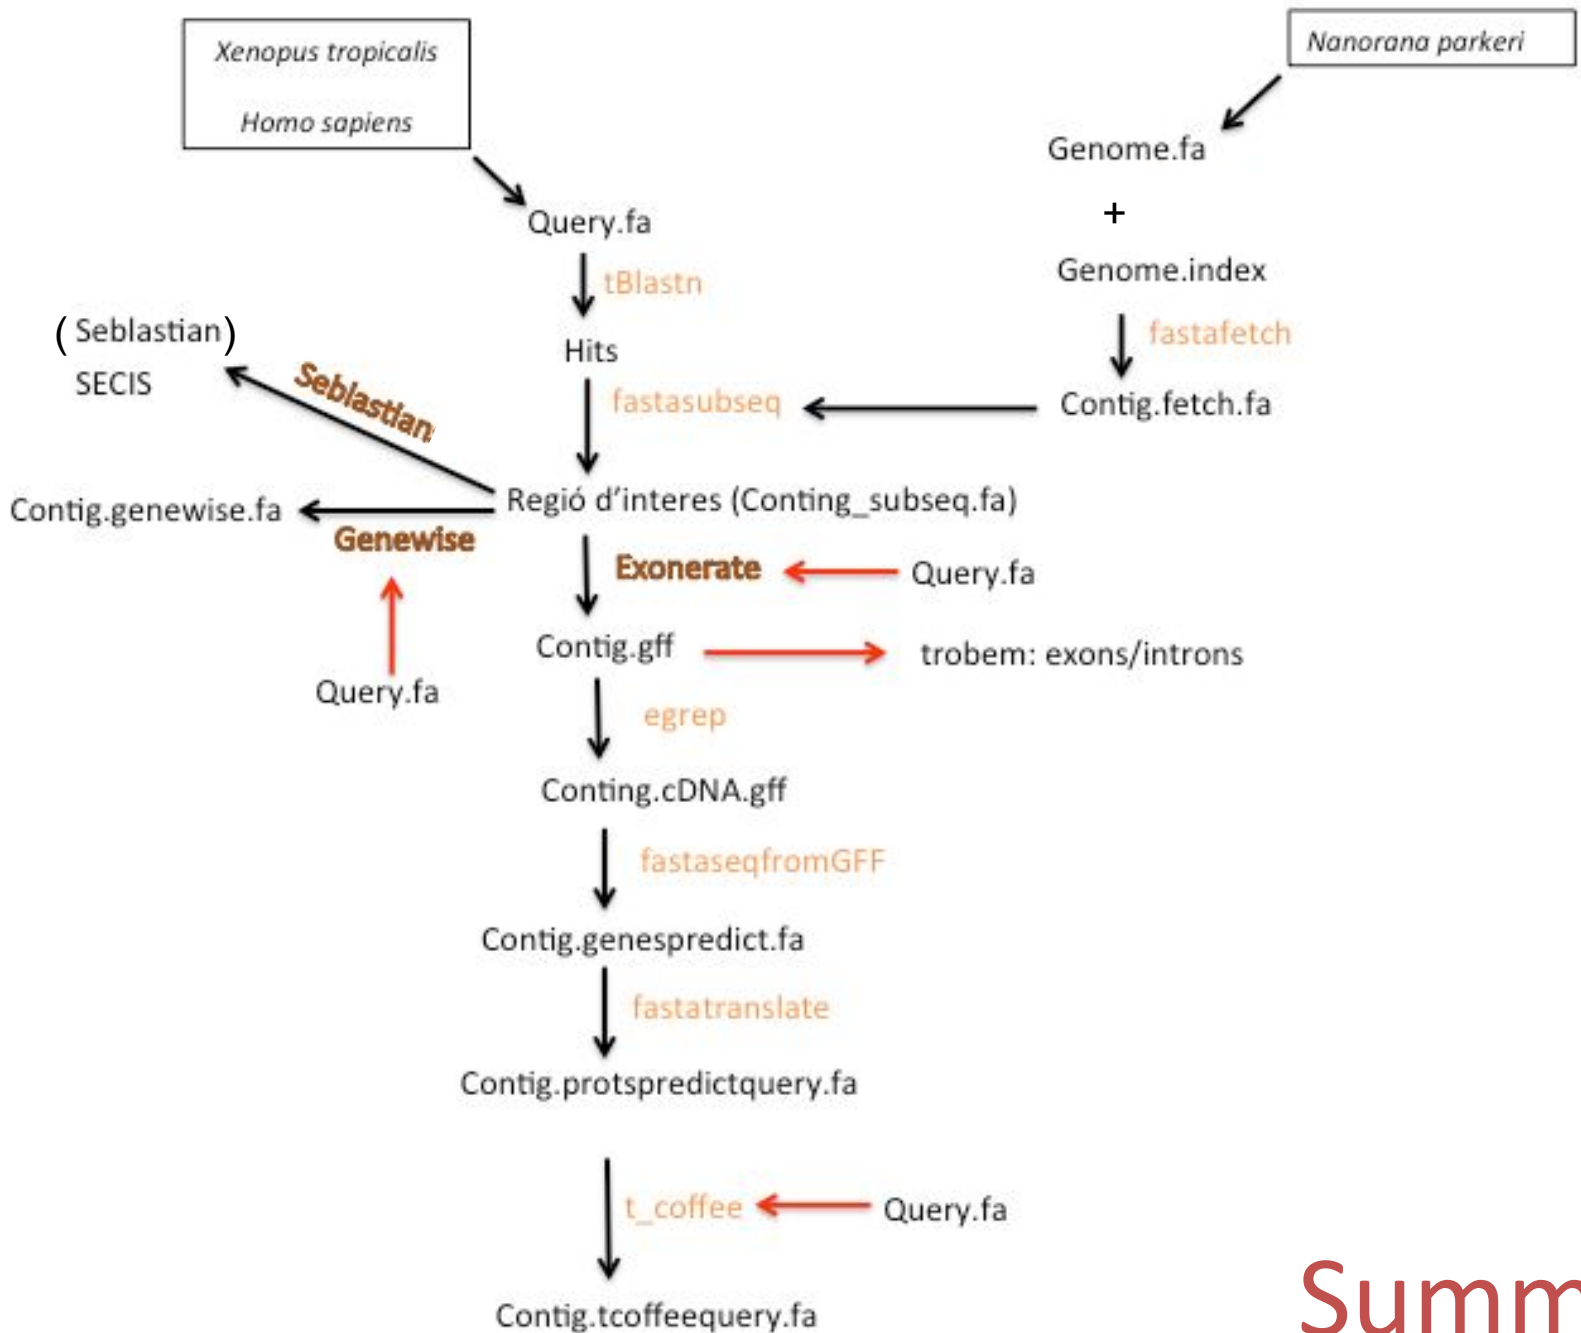 Xenopus tropicalis
Homo sapiens
Nanorana parkeri
Genome.fa
+
Genome.index
Query.fa
tBlastn
fastafetch
(Seblastian)
SECIS
Seblastian
Hits
fastasubseq
Contig.fetch.fa
Contig.genewise.fa
Regió d'interes (Conting_subseq.fa)
Genewise
Exonerate
Query.fa
Contig.gff
trobem: exons/introns
Query.fa
egrep
Conting.cDNA.gff
fastaseqfromGFF
Contig.genespredict.fa
fastatranslate
Contig.protspredictquery.fa
t_coffee
Query.fa
Contig.tcoffeequery.fa
Summ